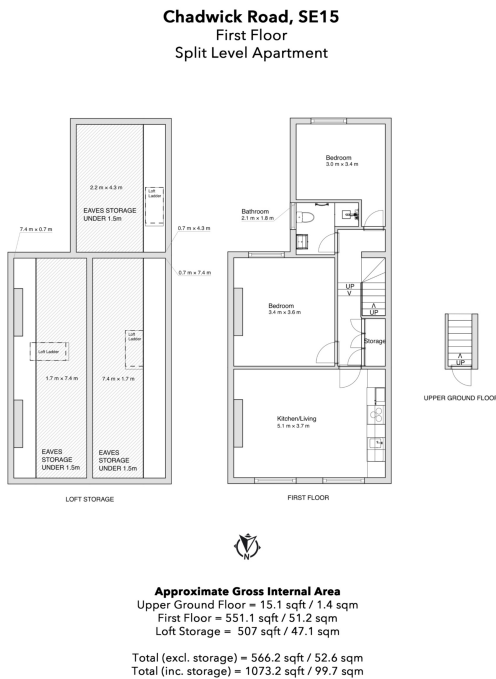 Chadwick Road, SE15
First Floor
Split Level Apartment
2.2 m x 4.3 m
Loft
Ladder
EAVES STORAGE
UNDER 1.5m
7.4 m x 0.7 m
0.7 m x 4.3 m
0.7 m x 7.4 m
Loft Ladder
Loft
Ladder
1.7 m x 7.4 m
7.4 m x 1.7 m
EAVES
STORAGE
UNDER 1.5m
EAVES
STORAGE
UNDER 1.5m
LOFT STORAGE
Bedroom
3.0 m x 3.4 m
Bathroom
2.1 m x 1.8 m
UP
UP
Bedroom
3.4 m x 3.6 m
Storage
Kitchen/Living
5.1 m x 3.7 m
FIRST FLOOR
UP
UPPER GROUND FLOOR
N
Approximate Gross Internal Area
Upper Ground Floor = 15.1 sqft / 1.4 sqm
First Floor = 551.1 sqft / 51.2 sqm
Loft Storage = 507 sqft / 47.1 sqm
Total (excl. storage) = 566.2 sqft / 52.6 sqm
Total (inc. storage) = 1073.2 sqft / 99.7 sqm